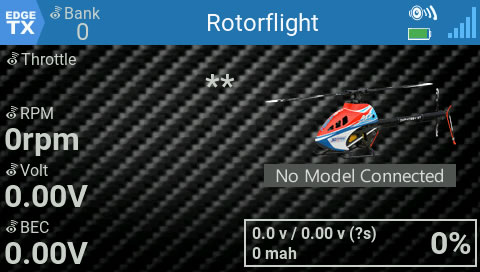 EDGE
TX
Bank
0
Rotorflight
Throttle
**
RPM
0rpm
Volt
0.00V
No Model Connected
BEC
0.00V
0.0 v / 0.00 v (?s)
0 mah
0%